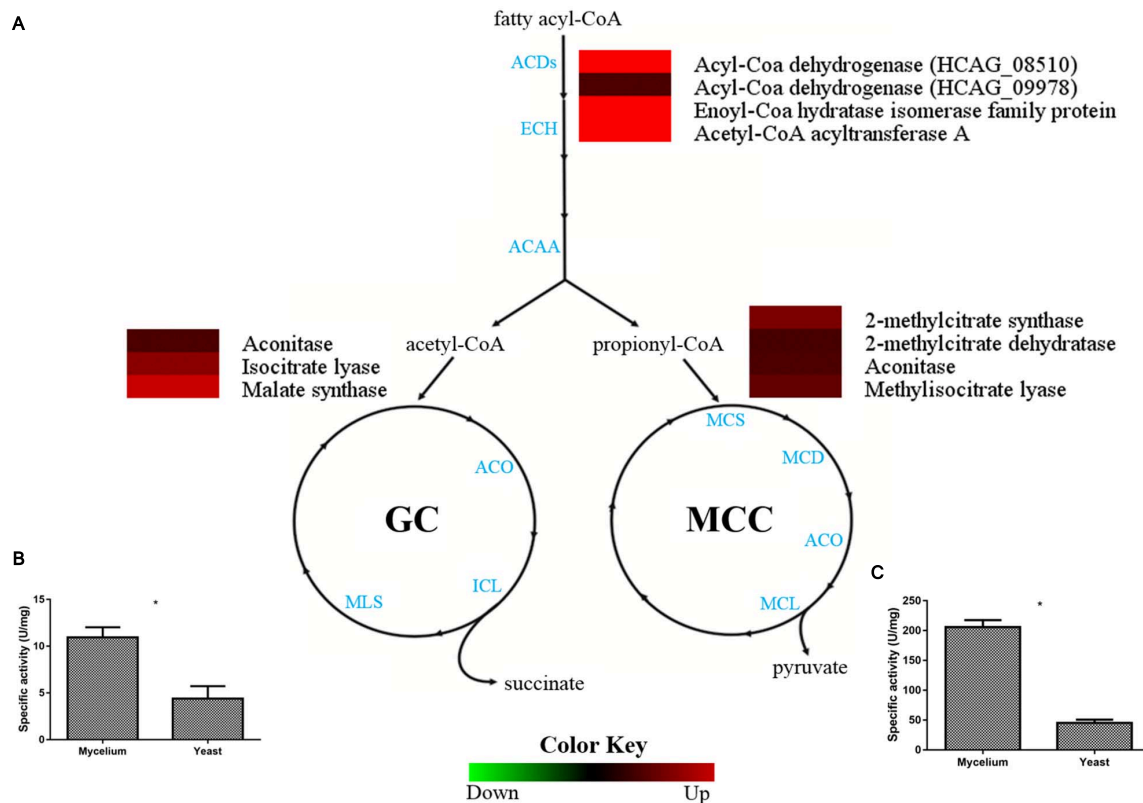 A
fatty acyl-CoA
ACDs
Acyl-Coa dehydrogenase (HCAG_08510)
Acyl-Coa dehydrogenase (HCAG_09978)
ECH
Enoyl-Coa hydratase isomerase family protein
Acetyl-CoA acyltransferase A
ACAA
acetyl-CoA
propionyl-CoA
Aconitase
Isocitrate lyase
Malate synthase
2-methylcitrate synthase
2-methylcitrate dehydratase
Aconitase
Methylisocitrate lyase
GC
ACO
ICL
MLS
succinate
MCC
MCS
MCD
ACO
MCL
pyruvate
B
Specific activity (U/mg)
15
10
5
0
*
Mycelium
Yeast
C
Specific activity (U/mg)
250
200
150
100
50
0
*
Mycelium
Yeast
Color Key
Down
Up